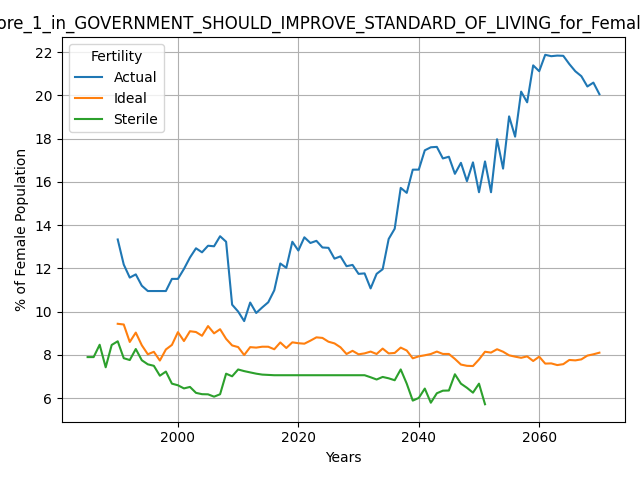 ore_1_in_GOVERNMENT_SHOULD_IMPROVE_STANDARD_OF_LIVING_for_Femal
Fertility
Actual
Ideal
Sterile
% of Female Population
22
20
18
16
14
12
10
8
6
2000 2020 2040 2060
Years